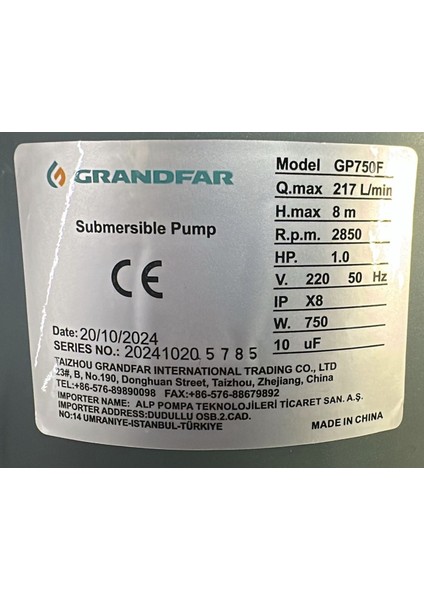 GRANDFAR
Submersible Pump
CE
Model GP750F
Q.max 217 L/min
H.max 8 m
R.p.m. 2850
HP. 1.0
V. 220 50 Hz
IP X8
W. 750
10 uF
Date: 20/10/2024
SERIES NO.: 20241020 5785
TAIZHOU GRANDFAR INTERNATIONAL TRADING CO., LTD
23#, B, No.190, Donghuan Street, Taizhou, Zhejiang, China
TEL:+86-576-89890098 FAX:+86-576-88679892
IMPORTER NAME: ALP POMPA TEKNOLOJİLERİ TİCARET SAN. A.Ş.
IMPORTER ADDRESS:DUDULLU OSB.2.CAD.
NO:14 UMRANIYE-ISTANBUL-TÜRKIYE
MADE IN CHINA